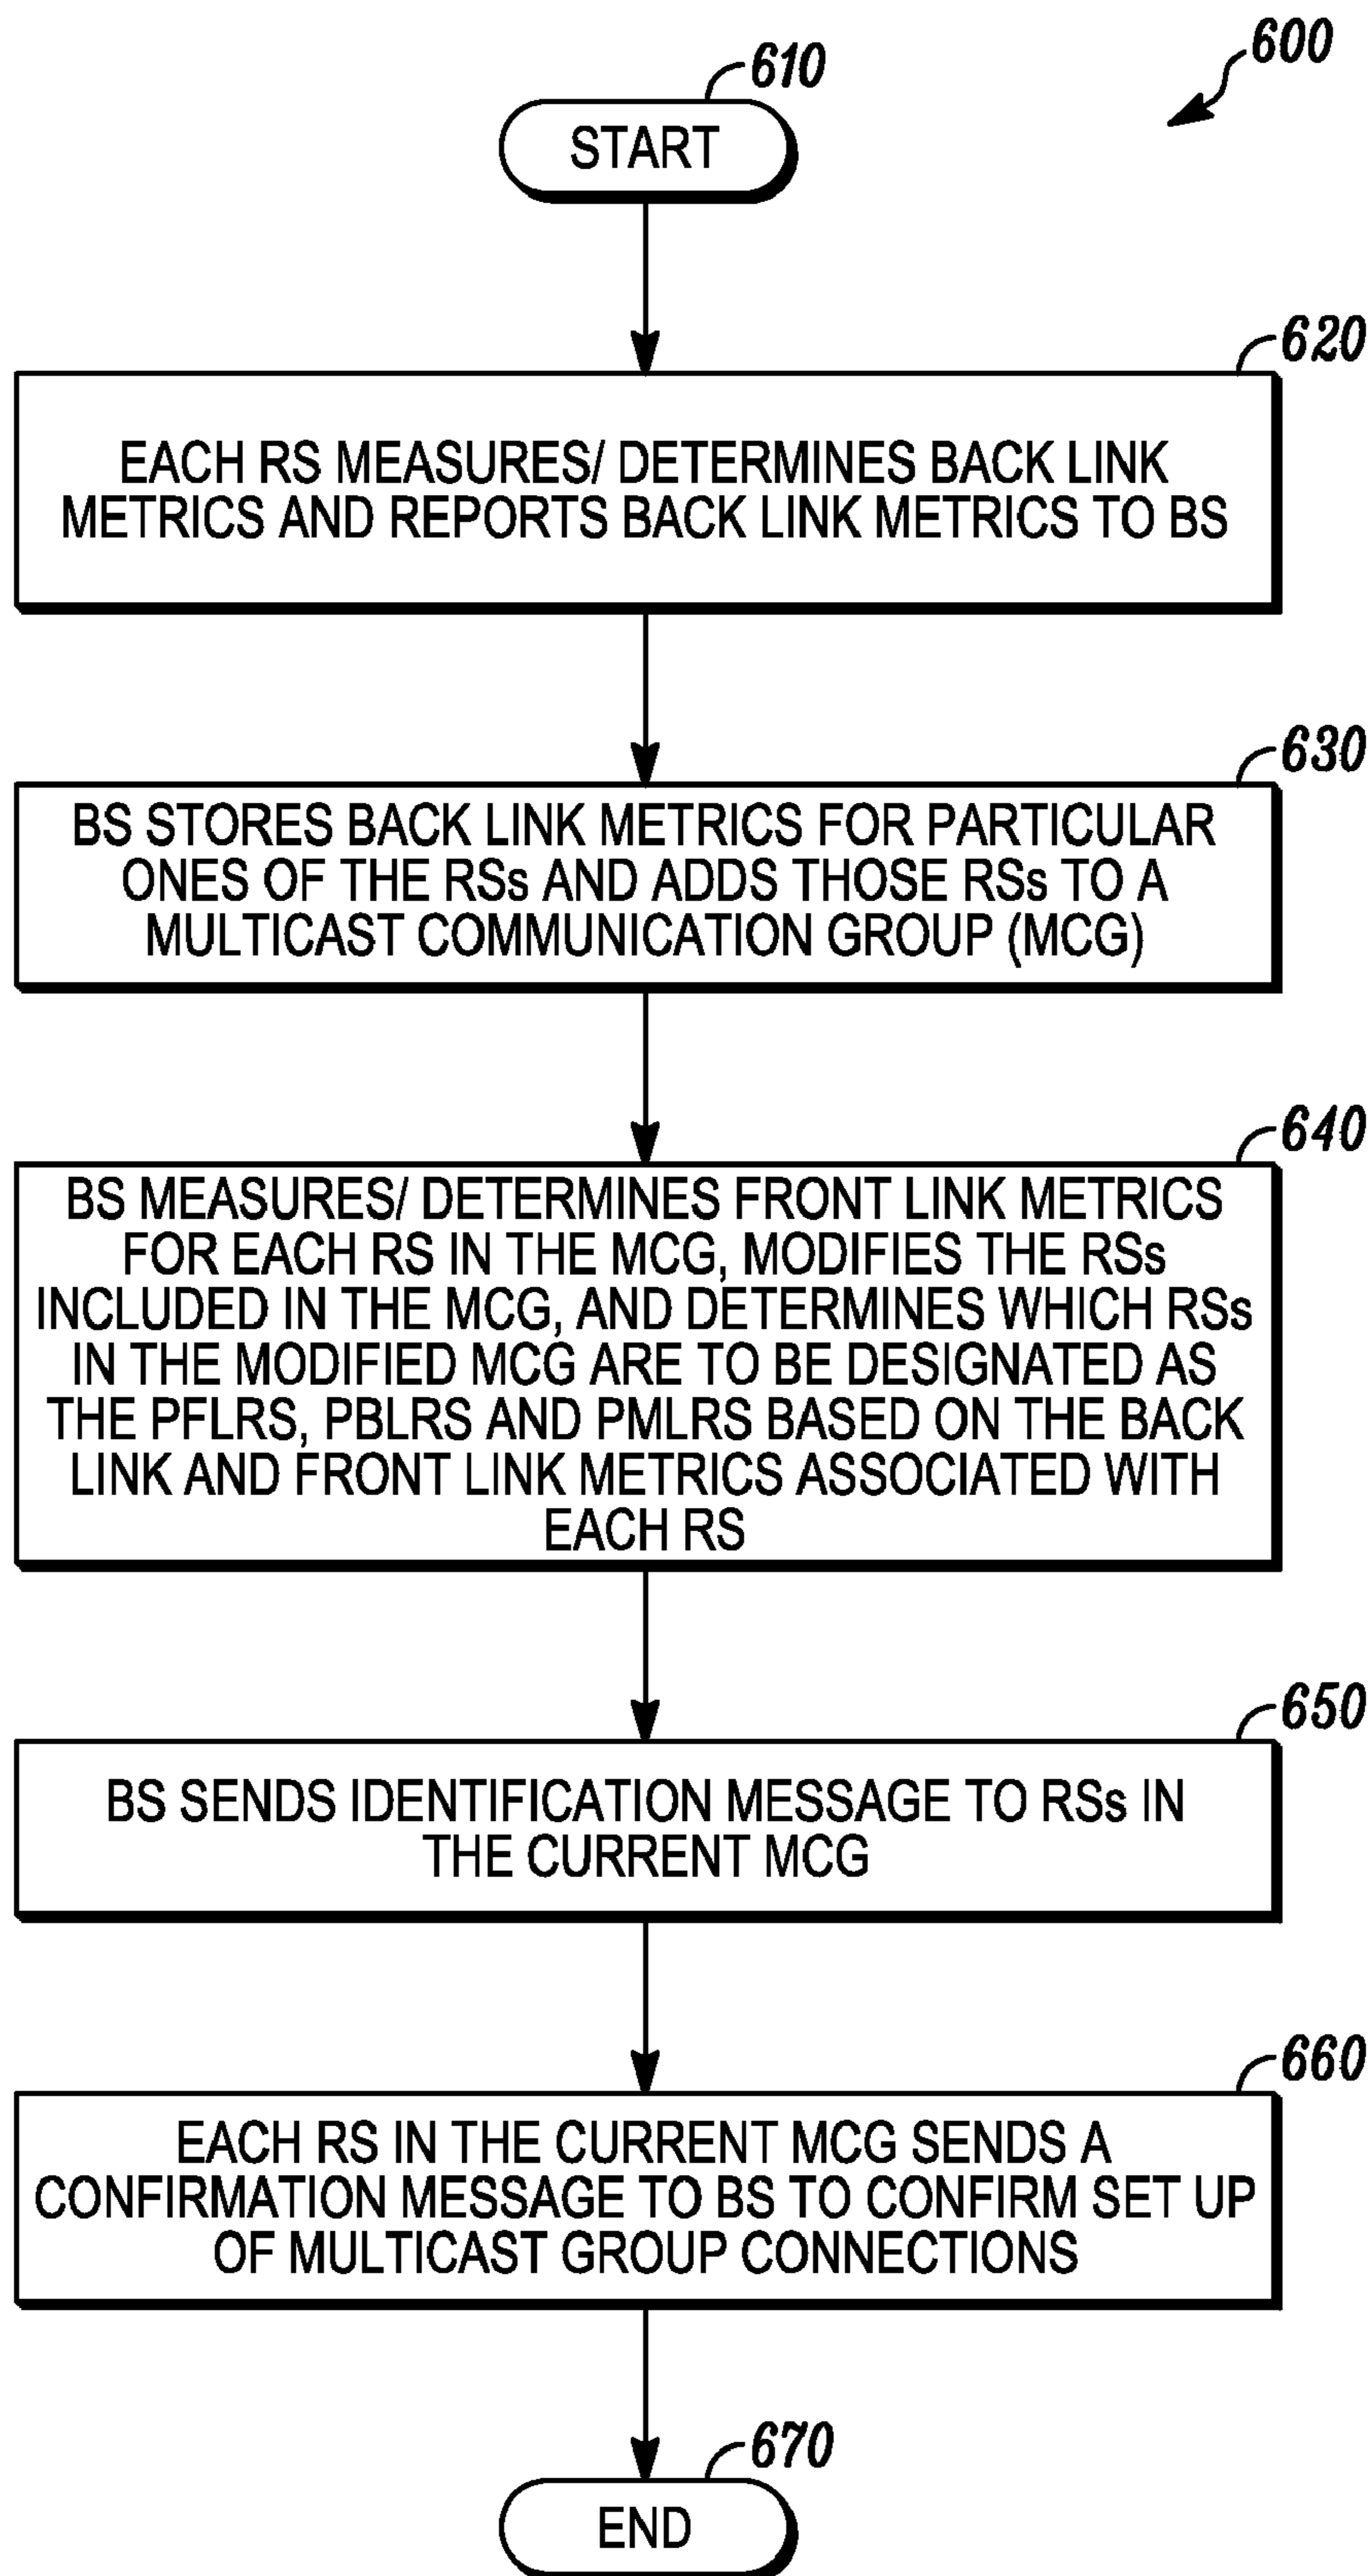 600
610
START
620
EACH RS MEASURES/ DETERMINES BACK LINK
METRICS AND REPORTS BACK LINK METRICS TO BS
630
BS STORES BACK LINK METRICS FOR PARTICULAR
ONES OF THE RSs AND ADDS THOSE RSs TO A
MULTICAST COMMUNICATION GROUP (MCG)
640
BS MEASURES/ DETERMINES FRONT LINK METRICS
FOR EACH RS IN THE MCG, MODIFIES THE RSs
INCLUDED IN THE MCG, AND DETERMINES WHICH RSs
IN THE MODIFIED MCG ARE TO BE DESIGNATED AS
THE PFLRS, PBLRS AND PMLRS BASED ON THE BACK
LINK AND FRONT LINK METRICS ASSOCIATED WITH
EACH RS
650
BS SENDS IDENTIFICATION MESSAGE TO RSs IN
THE CURRENT MCG
660
EACH RS IN THE CURRENT MCG SENDS A
CONFIRMATION MESSAGE TO BS TO CONFIRM SET UP
OF MULTICAST GROUP CONNECTIONS
670
END